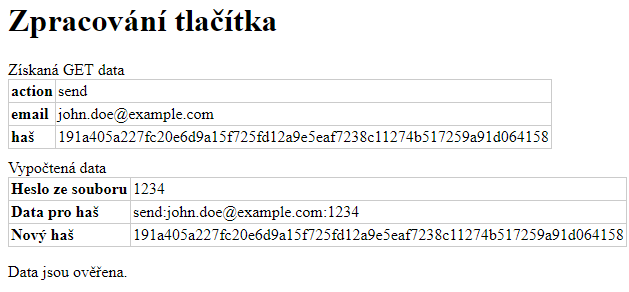 Zpracování tlačítka
Získaná GET data
action send
email john.doe@example.com
haš 191a405a227fc20e6d9a15f725fd12a9e5eaf7238c11274b517259a91d064158
Vypočtená data
Heslo ze souboru 1234
Data pro haš send:john.doe@example.com:1234
Nový haš 191a405a227fc20e6d9a15f725fd12a9e5eaf7238c11274b517259a91d064158
Data jsou ověřena.